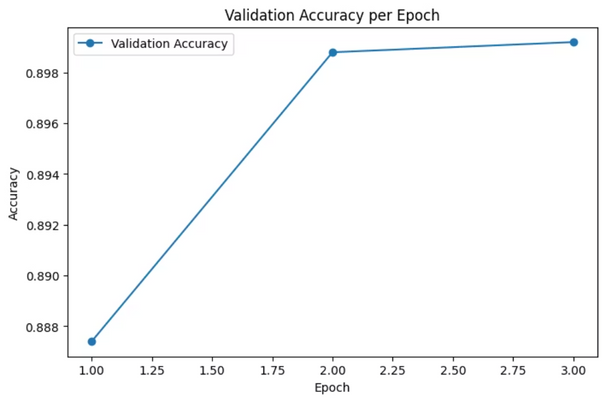 Validation Accuracy per Epoch
Validation Accuracy
0.898
0.896
0.894
0.892
0.890
0.888
Accuracy
1.00 1.25 1.50 1.75 2.00 2.25 2.50 2.75 3.00
Epoch